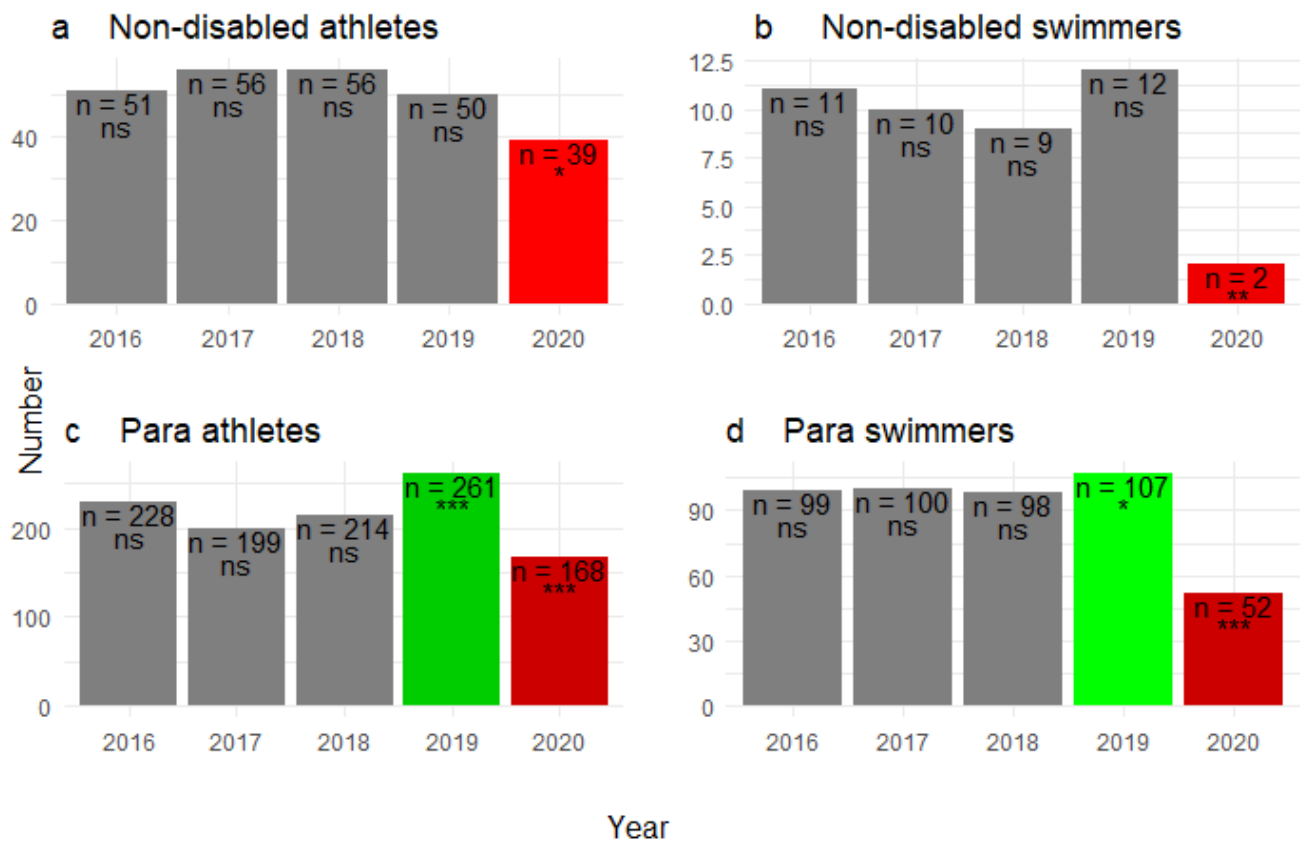 a Non-disabled athletes
n = 51
ns
n = 56
ns
n = 56
ns
n = 50
ns
n = 39
*
40
20
0
2016 2017 2018 2019 2020
b Non-disabled swimmers
12.5
10.0
7.5
5.0
2.5
0.0
n = 11
ns
n = 10
ns
n = 9
ns
n = 12
ns
n = 2
**
2016 2017 2018 2019 2020
Number
c Para athletes
200
100
0
n = 228
ns
n = 199
ns
n = 214
ns
n = 261
***
n = 168
***
2016 2017 2018 2019 2020
d Para swimmers
90
60
30
0
n = 99
ns
n = 100
ns
n = 98
ns
n = 107
*
n = 52
***
2016 2017 2018 2019 2020
Year